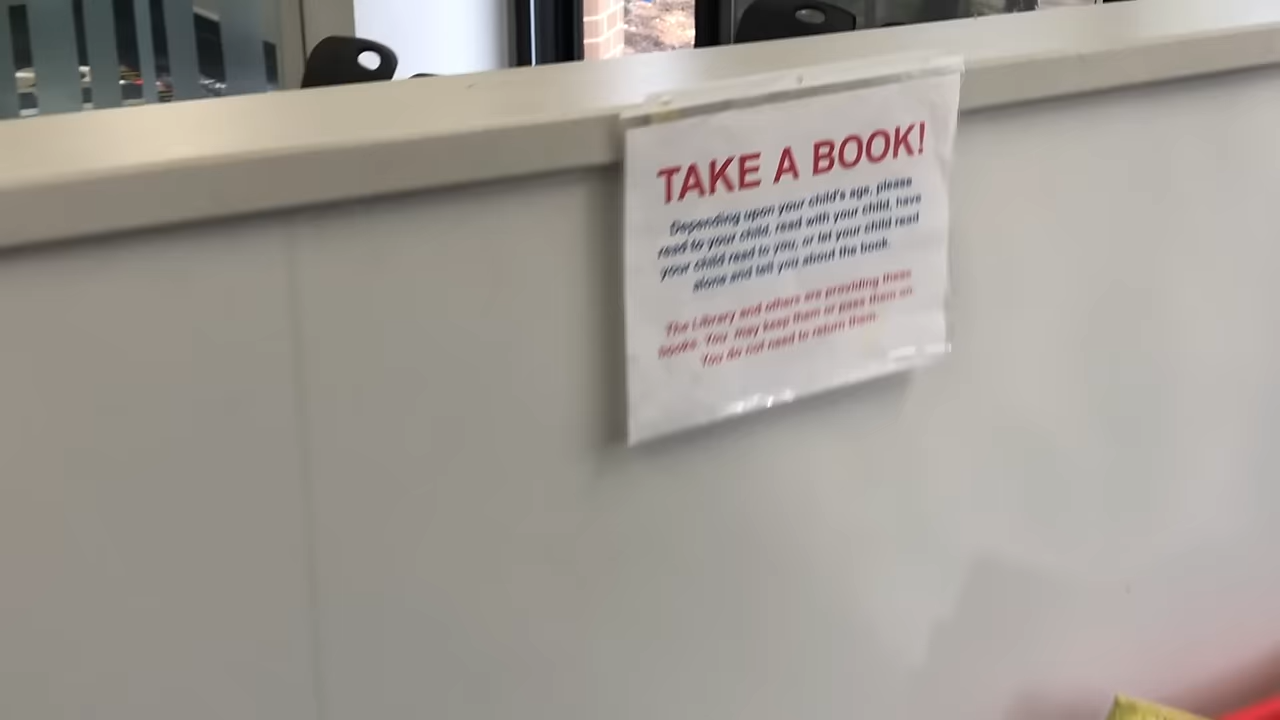 TAKE A BOOK!
Depending upon your child's age, please
read to your child, read with your child, have
your child read to you, or let your child read
alone and tell you about the book.
The Library and others are providing these
books. You may keep them or pass them on
You do not need to return them.